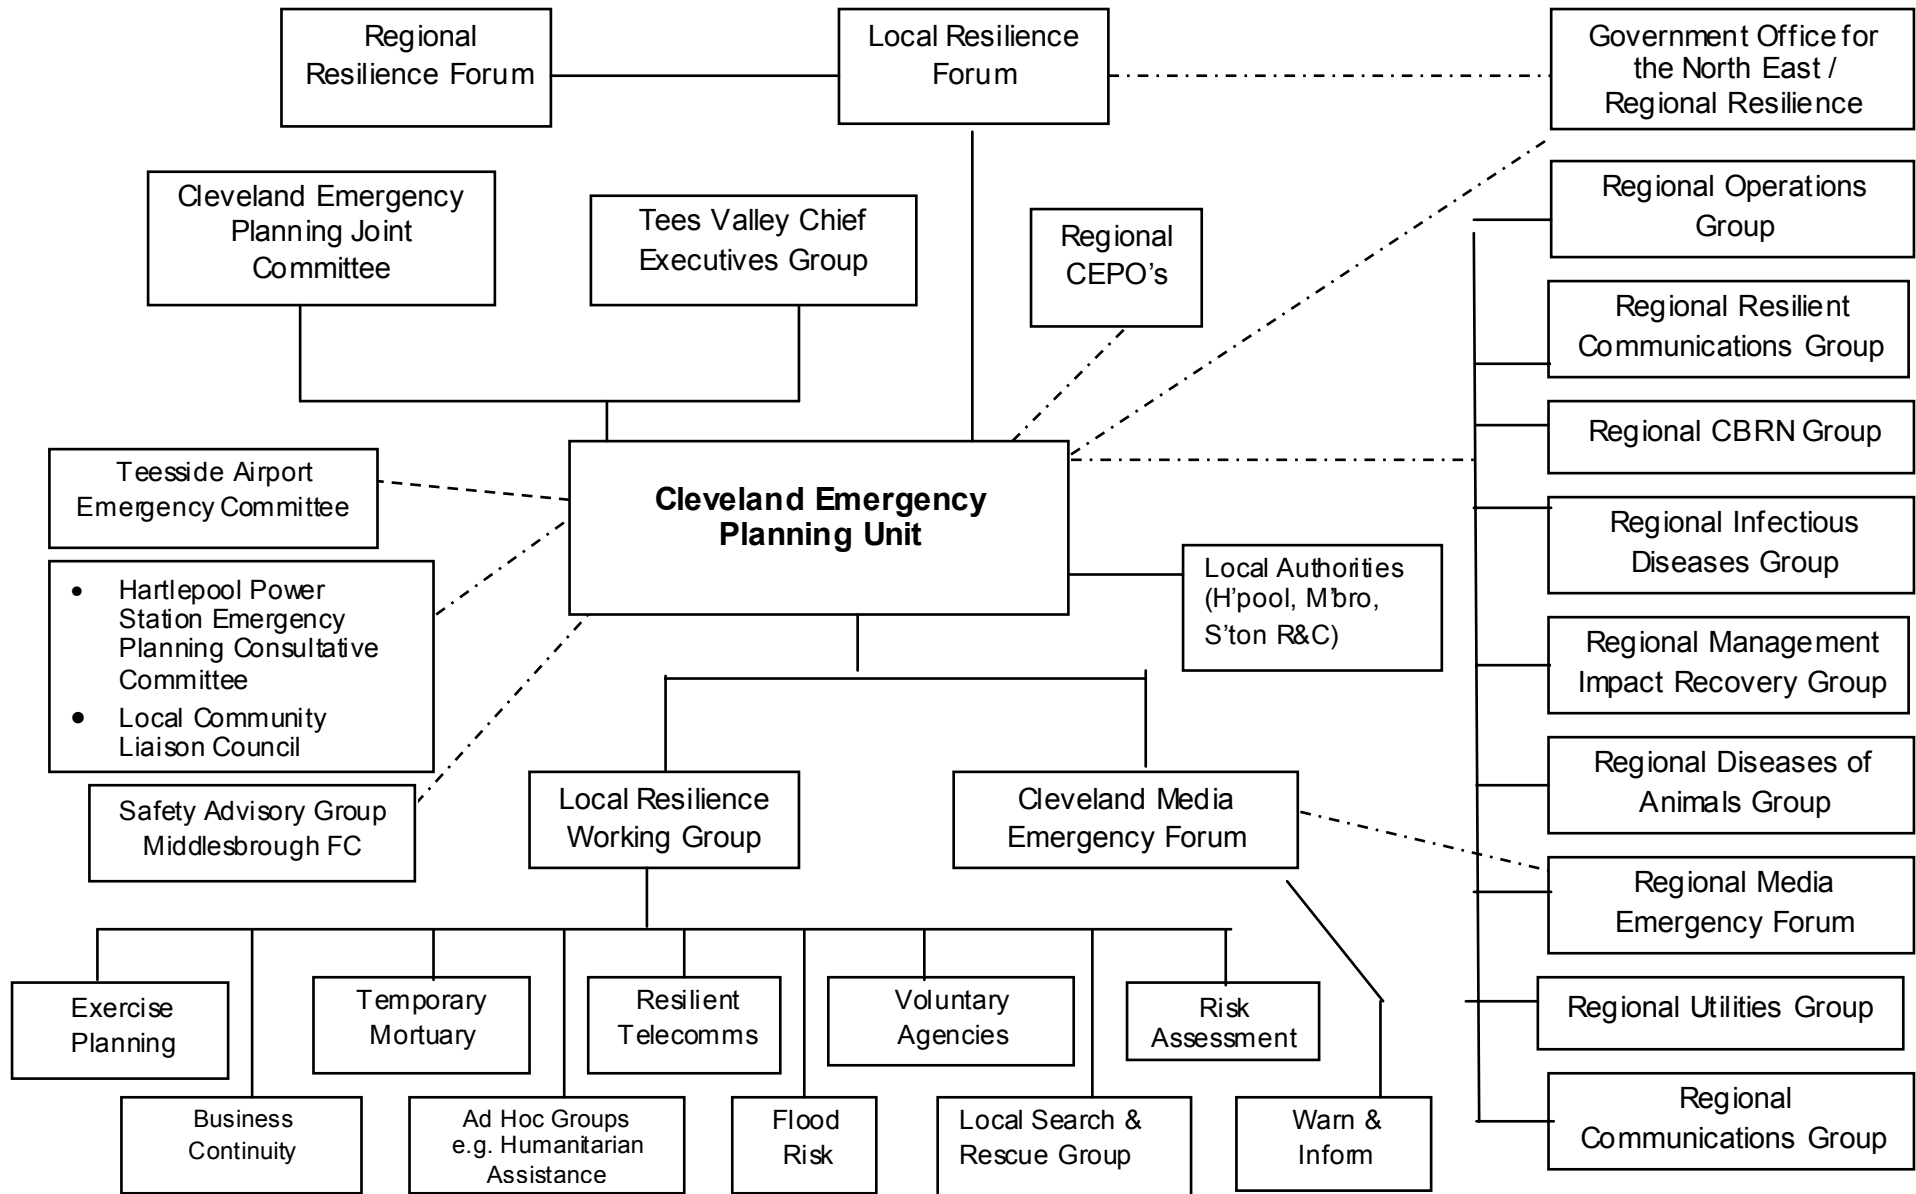 Regional
Resilience Forum
Local Resilience
Forum
Government Office for
the North East /
Regional Resilience
Cleveland Emergency
Planning Joint
Committee
Tees Valley Chief
Executives Group
Regional
CEPO’s
Regional Operations
Group
Regional Resilient
Communications Group
Regional CBRN Group
Regional Infectious
Diseases Group
Regional Management
Impact Recovery Group
Regional Diseases of
Animals Group
Regional Media
Emergency Forum
Regional Utilities Group
Regional
Communications Group
Teesside Airport
Emergency Committee
Cleveland Emergency
Planning Unit
Local Authorities
(H'pool, M'bro,
S’ton R&C)
• Hartlepool Power
Station Emergency
Planning Consultative
Committee
• Local Community
Liaison Council
Safety Advisory Group
Middlesbrough FC
Local Resilience
Working Group
Cleveland Media
Emergency Forum
Exercise
Planning
Temporary
Mortuary
Resilient
Telecomms
Voluntary
Agencies
Risk
Assessment
Business
Continuity
Ad Hoc Groups
e.g. Humanitarian
Assistance
Flood
Risk
Local Search &
Rescue Group
Warn &
Inform